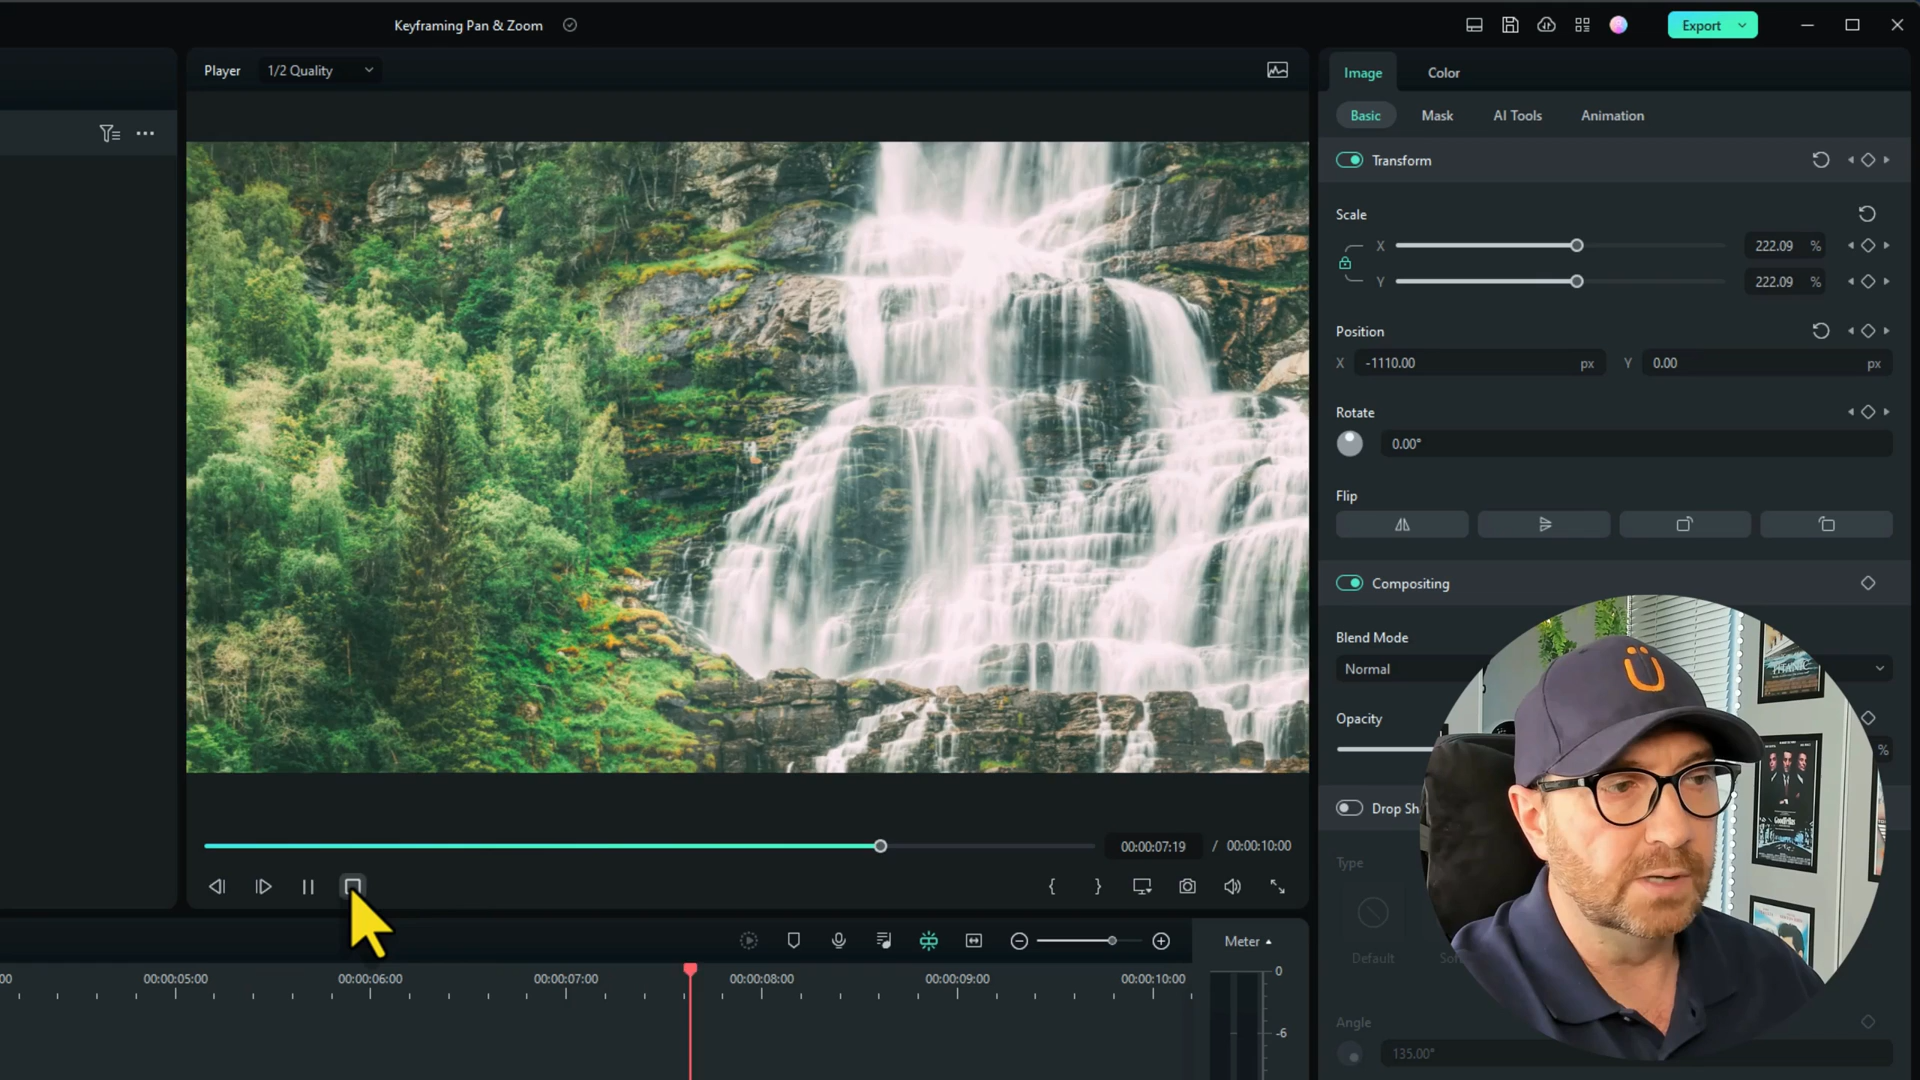 Keyframing Pan & Zoom
Export
Player 1/2 Quality
Image Color
Basic Mask AI Tools Animation
Transform
Scale
X 222.09 %
Y 222.09 %
Position
X -1110.00 px Y 0.00 px
Rotate
0.00°
Flip
Compositing
Blend Mode
Normal
TITANIC
Opacity
%
Ü
Drop Sh
GoodFellas
00:00:07:19 / 00:00:10:00
Type
Default
Meter
00:00:05:00 00:00:06:00 00:00:07:00 00:00:08:00 00:00:09:00 00:00:10:00
0
-6
Angle
135.00°